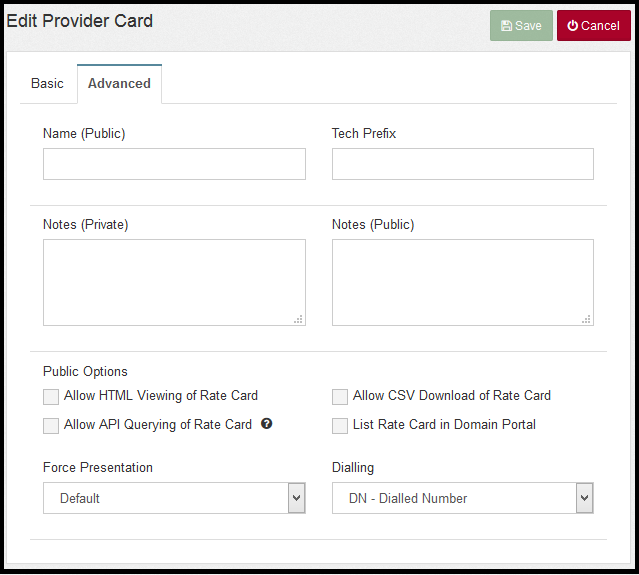 Edit Provider Card
Save Cancel
Basic Advanced
Name (Public) Tech Prefix
Notes (Private) Notes (Public)
Public Options
Allow HTML Viewing of Rate Card Allow CSV Download of Rate Card
Allow API Querying of Rate Card ? List Rate Card in Domain Portal
Force Presentation Dialling
Default DN - Dialled Number